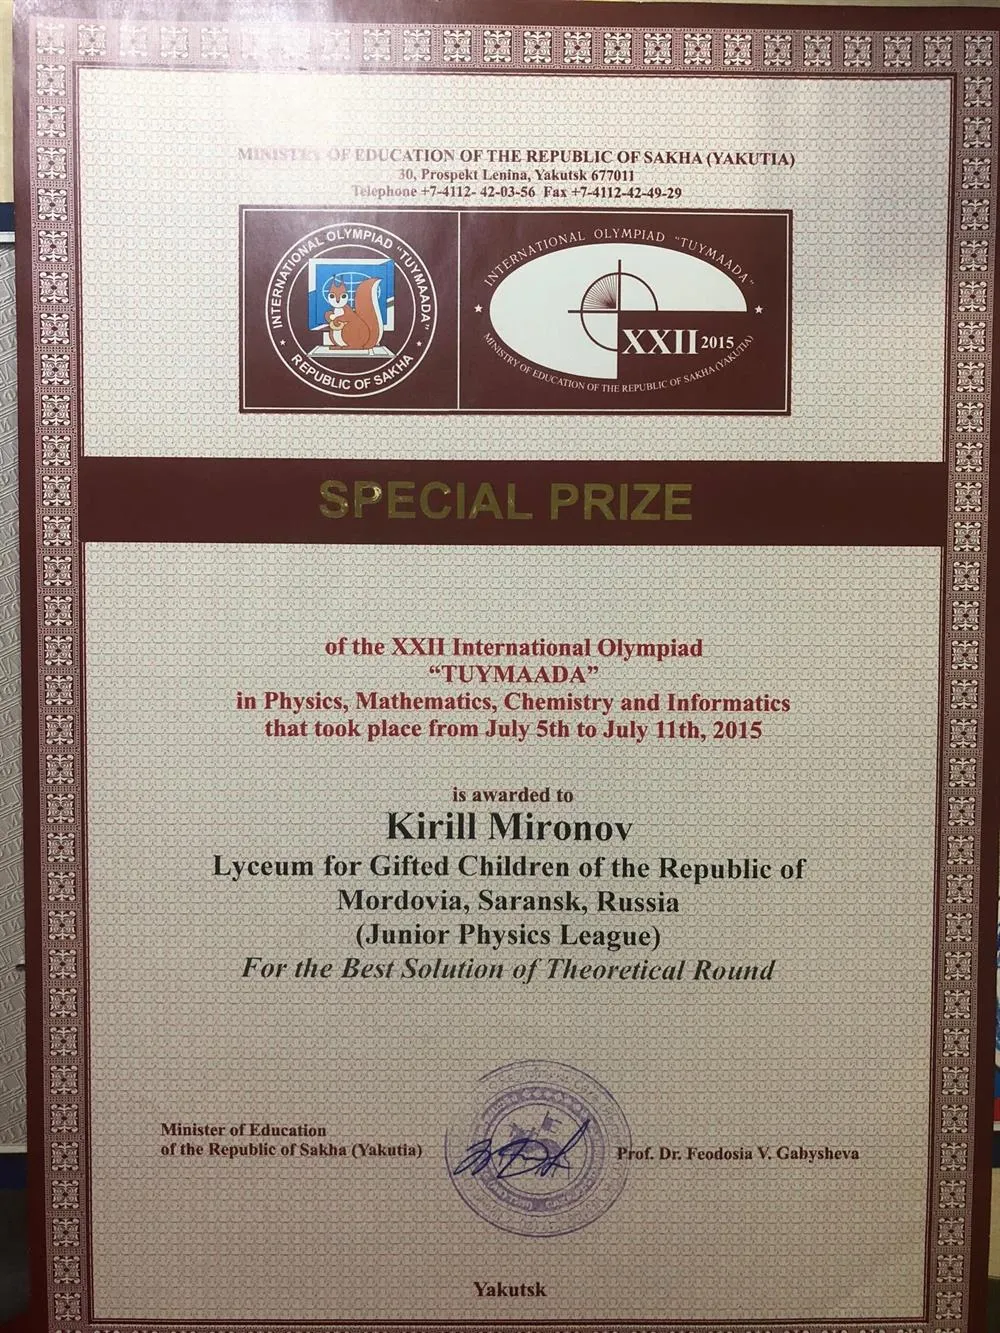 MINISTRY OF EDUCATION OF THE REPUBLIC OF SAKHA (YAKUTIA)
30, Prospekt Lenina, Yakutsk 677011
Telephone +7-4112- 42-03-56 Fax +7-4112-42-49-29
INTERNATIONAL OLYMPIAD "TUYMAADA"
REPUBLIC OF SAKHA
INTERNATIONAL OLYMPIAD "TUYMAADA"
XXII 2015
MINISTRY OF EDUCATION OF THE REPUBLIC OF SAKHA (YAKUTIA)
SPECIAL PRIZE
of the XXII International Olympiad
“TUYMAADA”
in Physics, Mathematics, Chemistry and Informatics
that took place from July 5th to July 11th, 2015
is awarded to
Kirill Mironov
Lyceum for Gifted Children of the Republic of
Mordovia, Saransk, Russia
(Junior Physics League)
For the Best Solution of Theoretical Round
Minister of Education
of the Republic of Sakha (Yakutia)
Prof. Dr. Feodosia V. Gabysheva
Yakutsk